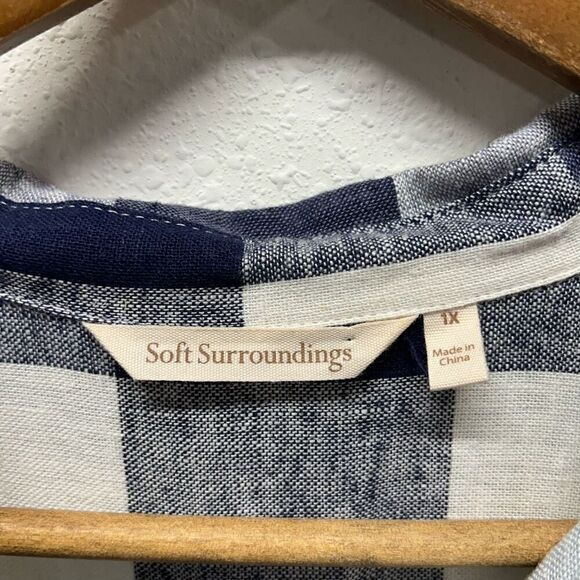 Soft Surroundings
1X
Made in
China